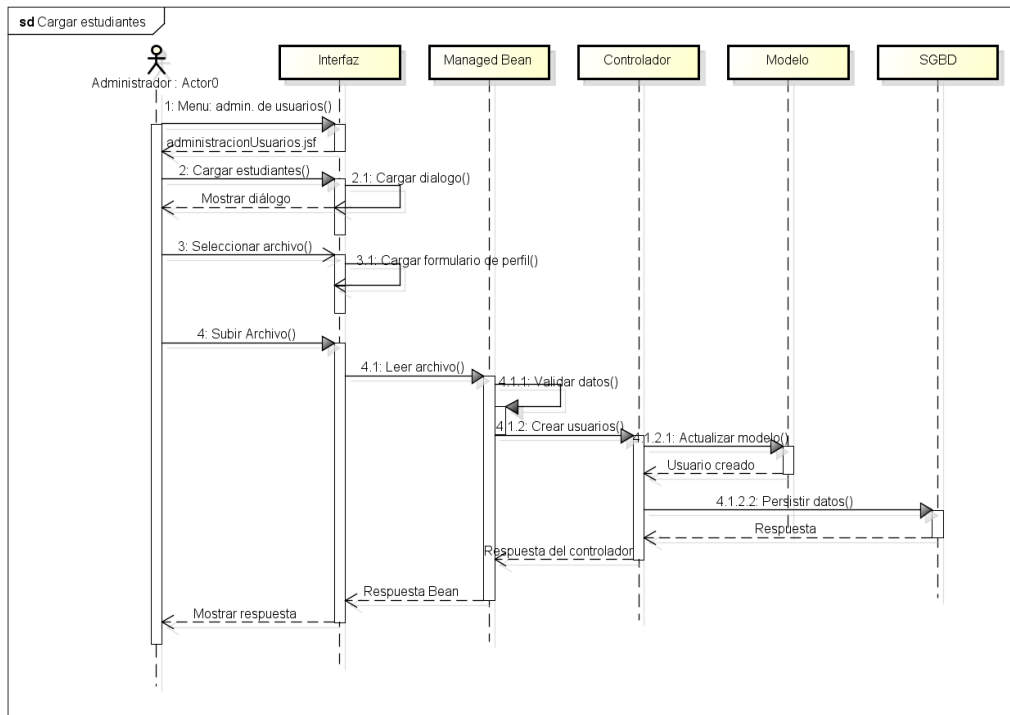 sd Cargar estudiantes
Administrador : Actor0
Interfaz
Managed Bean
Controlador
Modelo
SGBD
1: Menu: admin. de usuarios()
administracionUsuarios.jsf
2: Cargar estudiantes()
2.1: Cargar dialogo()
Mostrar diálogo
3: Seleccionar archivo()
3.1: Cargar formulario de perfil()
4: Subir Archivo()
4.1: Leer archivo()
4.1.1: Validar datos()
4.1.2: Crear usuarios()
4.1.2.1: Actualizar modelo()
Usuario creado
4.1.2.2: Persistir datos()
Respuesta
Respuesta del controlador
Respuesta Bean
Mostrar respuesta